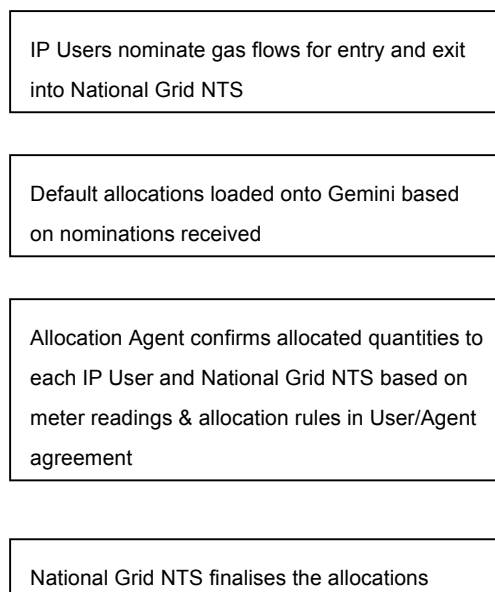 IP Users nominate gas flows for entry and exit
into National Grid NTS
Default allocations loaded onto Gemini based
on nominations received
Allocation Agent confirms allocated quantities to
each IP User and National Grid NTS based on
meter readings & allocation rules in User/Agent
agreement
National Grid NTS finalises the allocations